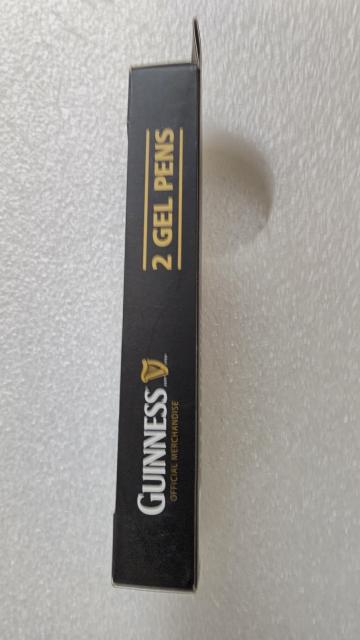 GUINNESS
OFFICIAL MERCHANDISE
2 GEL PENS